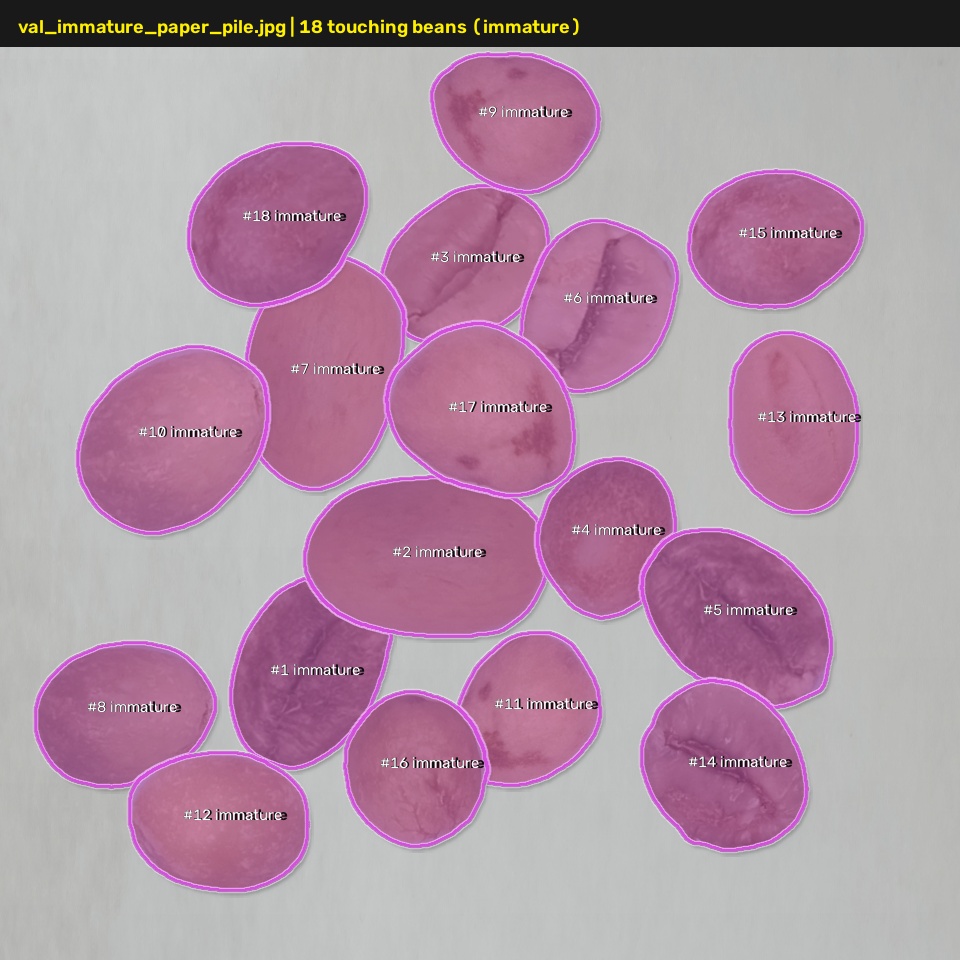 val_immature_paper_pile.jpg | 18 touching beans (immature)
#9 immature
#18 immature
#3 immature
#15 immature
#6 immature
#7 immature
#17 immature
#13 immature
#10 immature
#4 immature
#2 immature
#5 immature
#1 immature
#11 immature
#8 immature
#14 immature
#16 immature
#12 immature